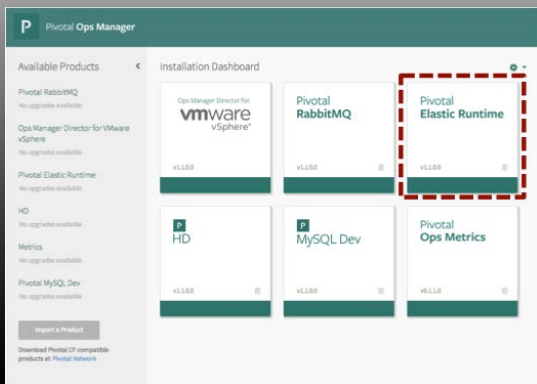 P Pivotal Ops Manager
Available Products
Pivotal RabbitMQ
No upgrades available
Ops Manager Director for VMware
vSphere
No upgrades available
Pivotal Elastic Runtime
No upgrades available
HD
No upgrades available
Metrics
No upgrades available
Pivotal MySQL Dev
No upgrades available
Import a Product
Download Pivotal CF compatible
products at Pivotal Network
Installation Dashboard
Ops Manager Director for
vmware
vSphere
v1.1.0.0
Pivotal
RabbitMQ
v1.1.0.0
Pivotal
Elastic Runtime
v1.1.0.0
P
HD
v1.1.0.0
P
MySQL Dev
v1.1.0.0
Pivotal
Ops Metrics
v0.1.1.0